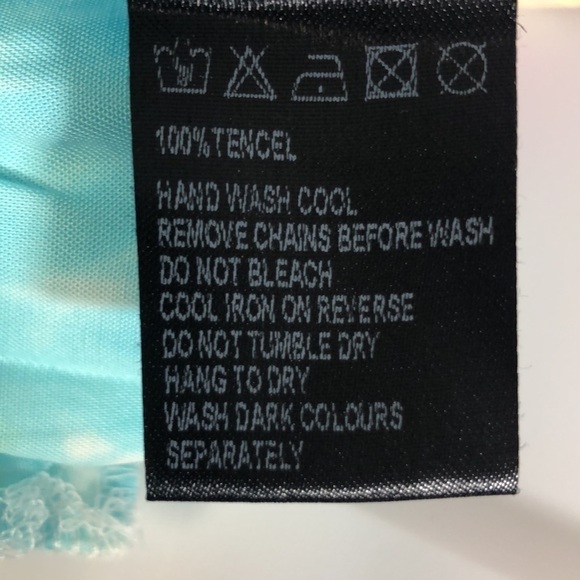 100% TENCEL
HAND WASH COOL
REMOVE CHAINS BEFORE WASH
DO NOT BLEACH
COOL IRON ON REVERSE
DO NOT TUMBLE DRY
HANG TO DRY
WASH DARK COLOURS
SEPARATELY